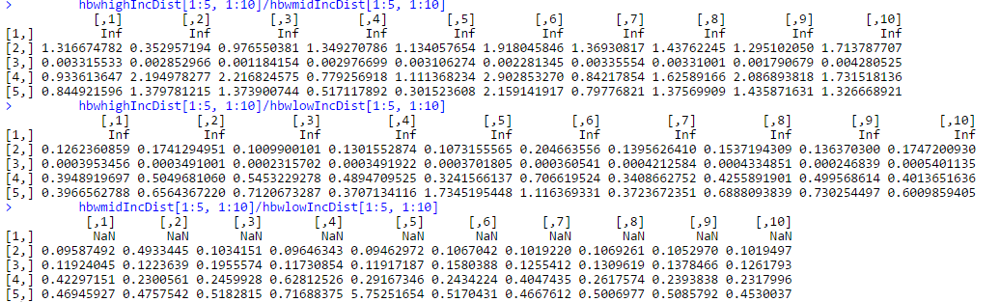 >         hbwhighIncDist[1:5, 1:10]/hbwmidIncDist[1:5, 1:10]
[,1] [,2] [,3] [,4] [,5] [,6] [,7] [,8] [,9] [,10]
[1,] Inf Inf Inf Inf Inf Inf Inf Inf Inf Inf
[2,] 1.316674782 0.352957194 0.976550381 1.349270786 1.134057654 1.918045846 1.36930817 1.43762245 1.295102050 1.713787707
[3,] 0.003315533 0.002852966 0.001184154 0.002976699 0.003106274 0.002281345 0.00335554 0.00331001 0.001790679 0.004280525
[4,] 0.933613647 2.194978277 2.216824575 0.779256918 1.111368234 2.902853270 0.84217854 1.62589166 2.086893818 1.731518136
[5,] 0.844921596 1.379781215 1.373900744 0.517117892 0.301523608 2.159141917 0.79776821 1.37569909 1.435871631 1.326668921
>         hbwhighIncDist[1:5, 1:10]/hbwlowIncDist[1:5, 1:10]
[,1] [,2] [,3] [,4] [,5] [,6] [,7] [,8] [,9] [,10]
[1,] Inf Inf Inf Inf Inf Inf Inf Inf Inf Inf
[2,] 0.1262360859 0.1741294951 0.1009900101 0.1301552874 0.1073155565 0.204663556 0.1395626410 0.1537194309 0.136370300 0.1747200930
[3,] 0.0003953456 0.0003491001 0.0002315702 0.0003491922 0.0003701805 0.000360541 0.0004212584 0.0004334851 0.000246839 0.0005401135
[4,] 0.3948919697 0.5049681060 0.5453229278 0.4894709525 0.3241566137 0.706619524 0.3408662752 0.4255891901 0.499568614 0.4013651636
[5,] 0.3966562788 0.6564367220 0.7120673287 0.3707134116 1.7345195448 1.116369331 0.3723672351 0.6888093839 0.730254497 0.6009859405
>         hbwmidIncDist[1:5, 1:10]/hbwlowIncDist[1:5, 1:10]
[,1] [,2] [,3] [,4] [,5] [,6] [,7] [,8] [,9] [,10]
[1,] NaN NaN NaN NaN NaN NaN NaN NaN NaN NaN
[2,] 0.09587492 0.4933445 0.1034151 0.09646343 0.09462972 0.1067042 0.1019220 0.1069261 0.1052970 0.1019497
[3,] 0.11924045 0.1223639 0.1955574 0.11730854 0.11917187 0.1580388 0.1255412 0.1309619 0.1378466 0.1261793
[4,] 0.42297151 0.2300561 0.2459928 0.62812526 0.29167346 0.2434224 0.4047435 0.2617574 0.2393838 0.2317996
[5,] 0.46945927 0.4757542 0.5182815 0.71688375 5.75251654 0.5170431 0.4667612 0.5006977 0.5085792 0.4530037